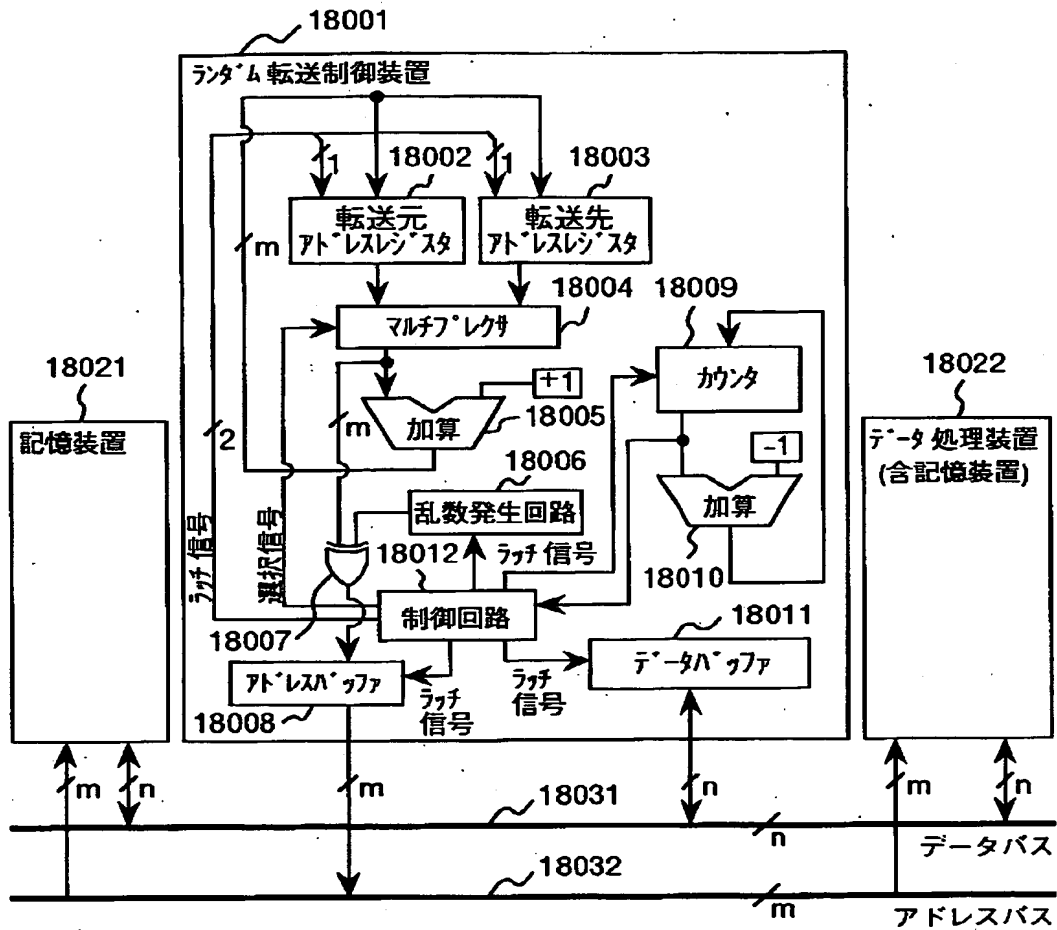 18001
ランダム転送制御装置
1
18002
1
18003
転送元
アドレスレジスタ
転送先
アドレスレジスタ
m
18004
18009
マルチプレクサ
18021
記憶装置
カウンタ
18022
データ処理装置
(含記憶装置)
+1
加算
18005
2
m
-1
加算
18006
乱数発生回路
18010
ラッチ信号
選択信号
18012
ラッチ信号
制御回路
18007
18011
データバッファ
アドレスバッファ
18008
ラッチ
信号
ラッチ
信号
m
n
m
n
m
n
18031
n
データバス
18032
m
アドレスバス